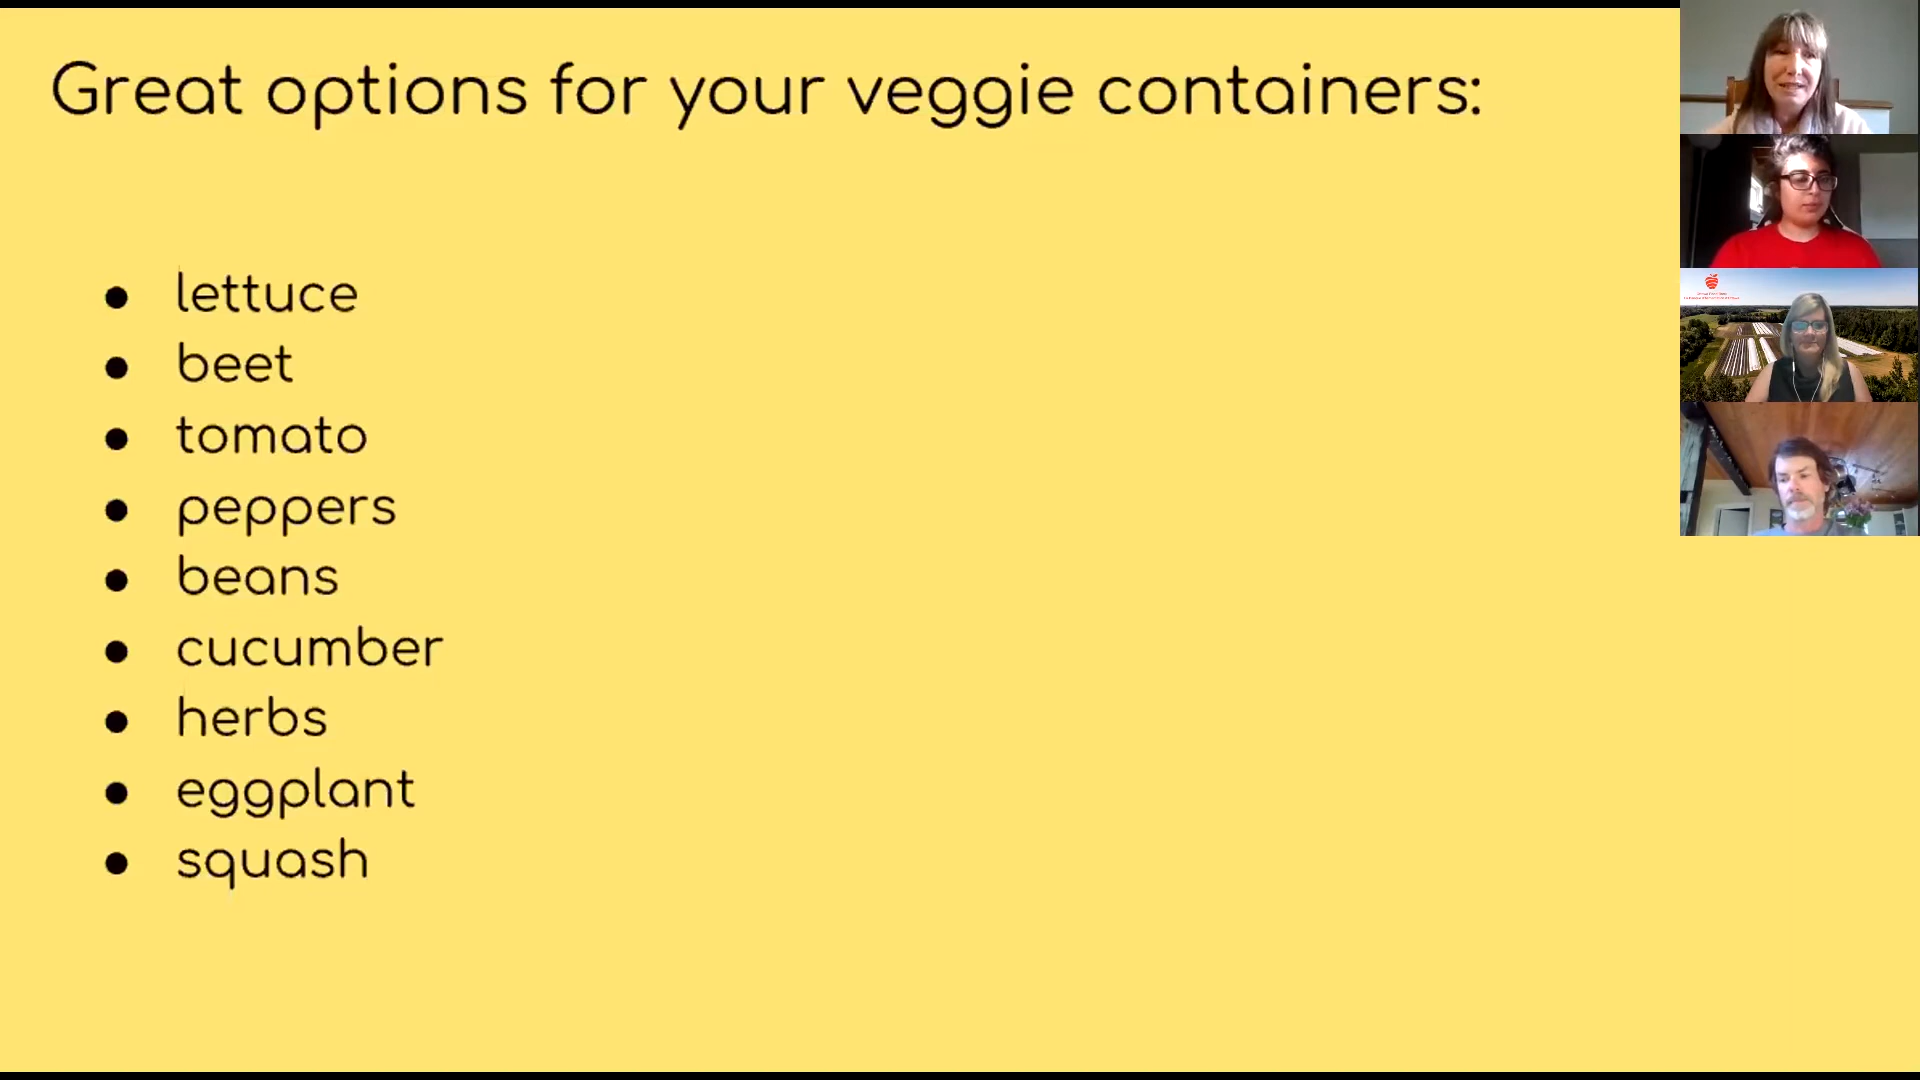 Great options for your veggie containers:
● lettuce
● beet
● tomato
● peppers
● beans
● cucumber
● herbs
● eggplant
● squash